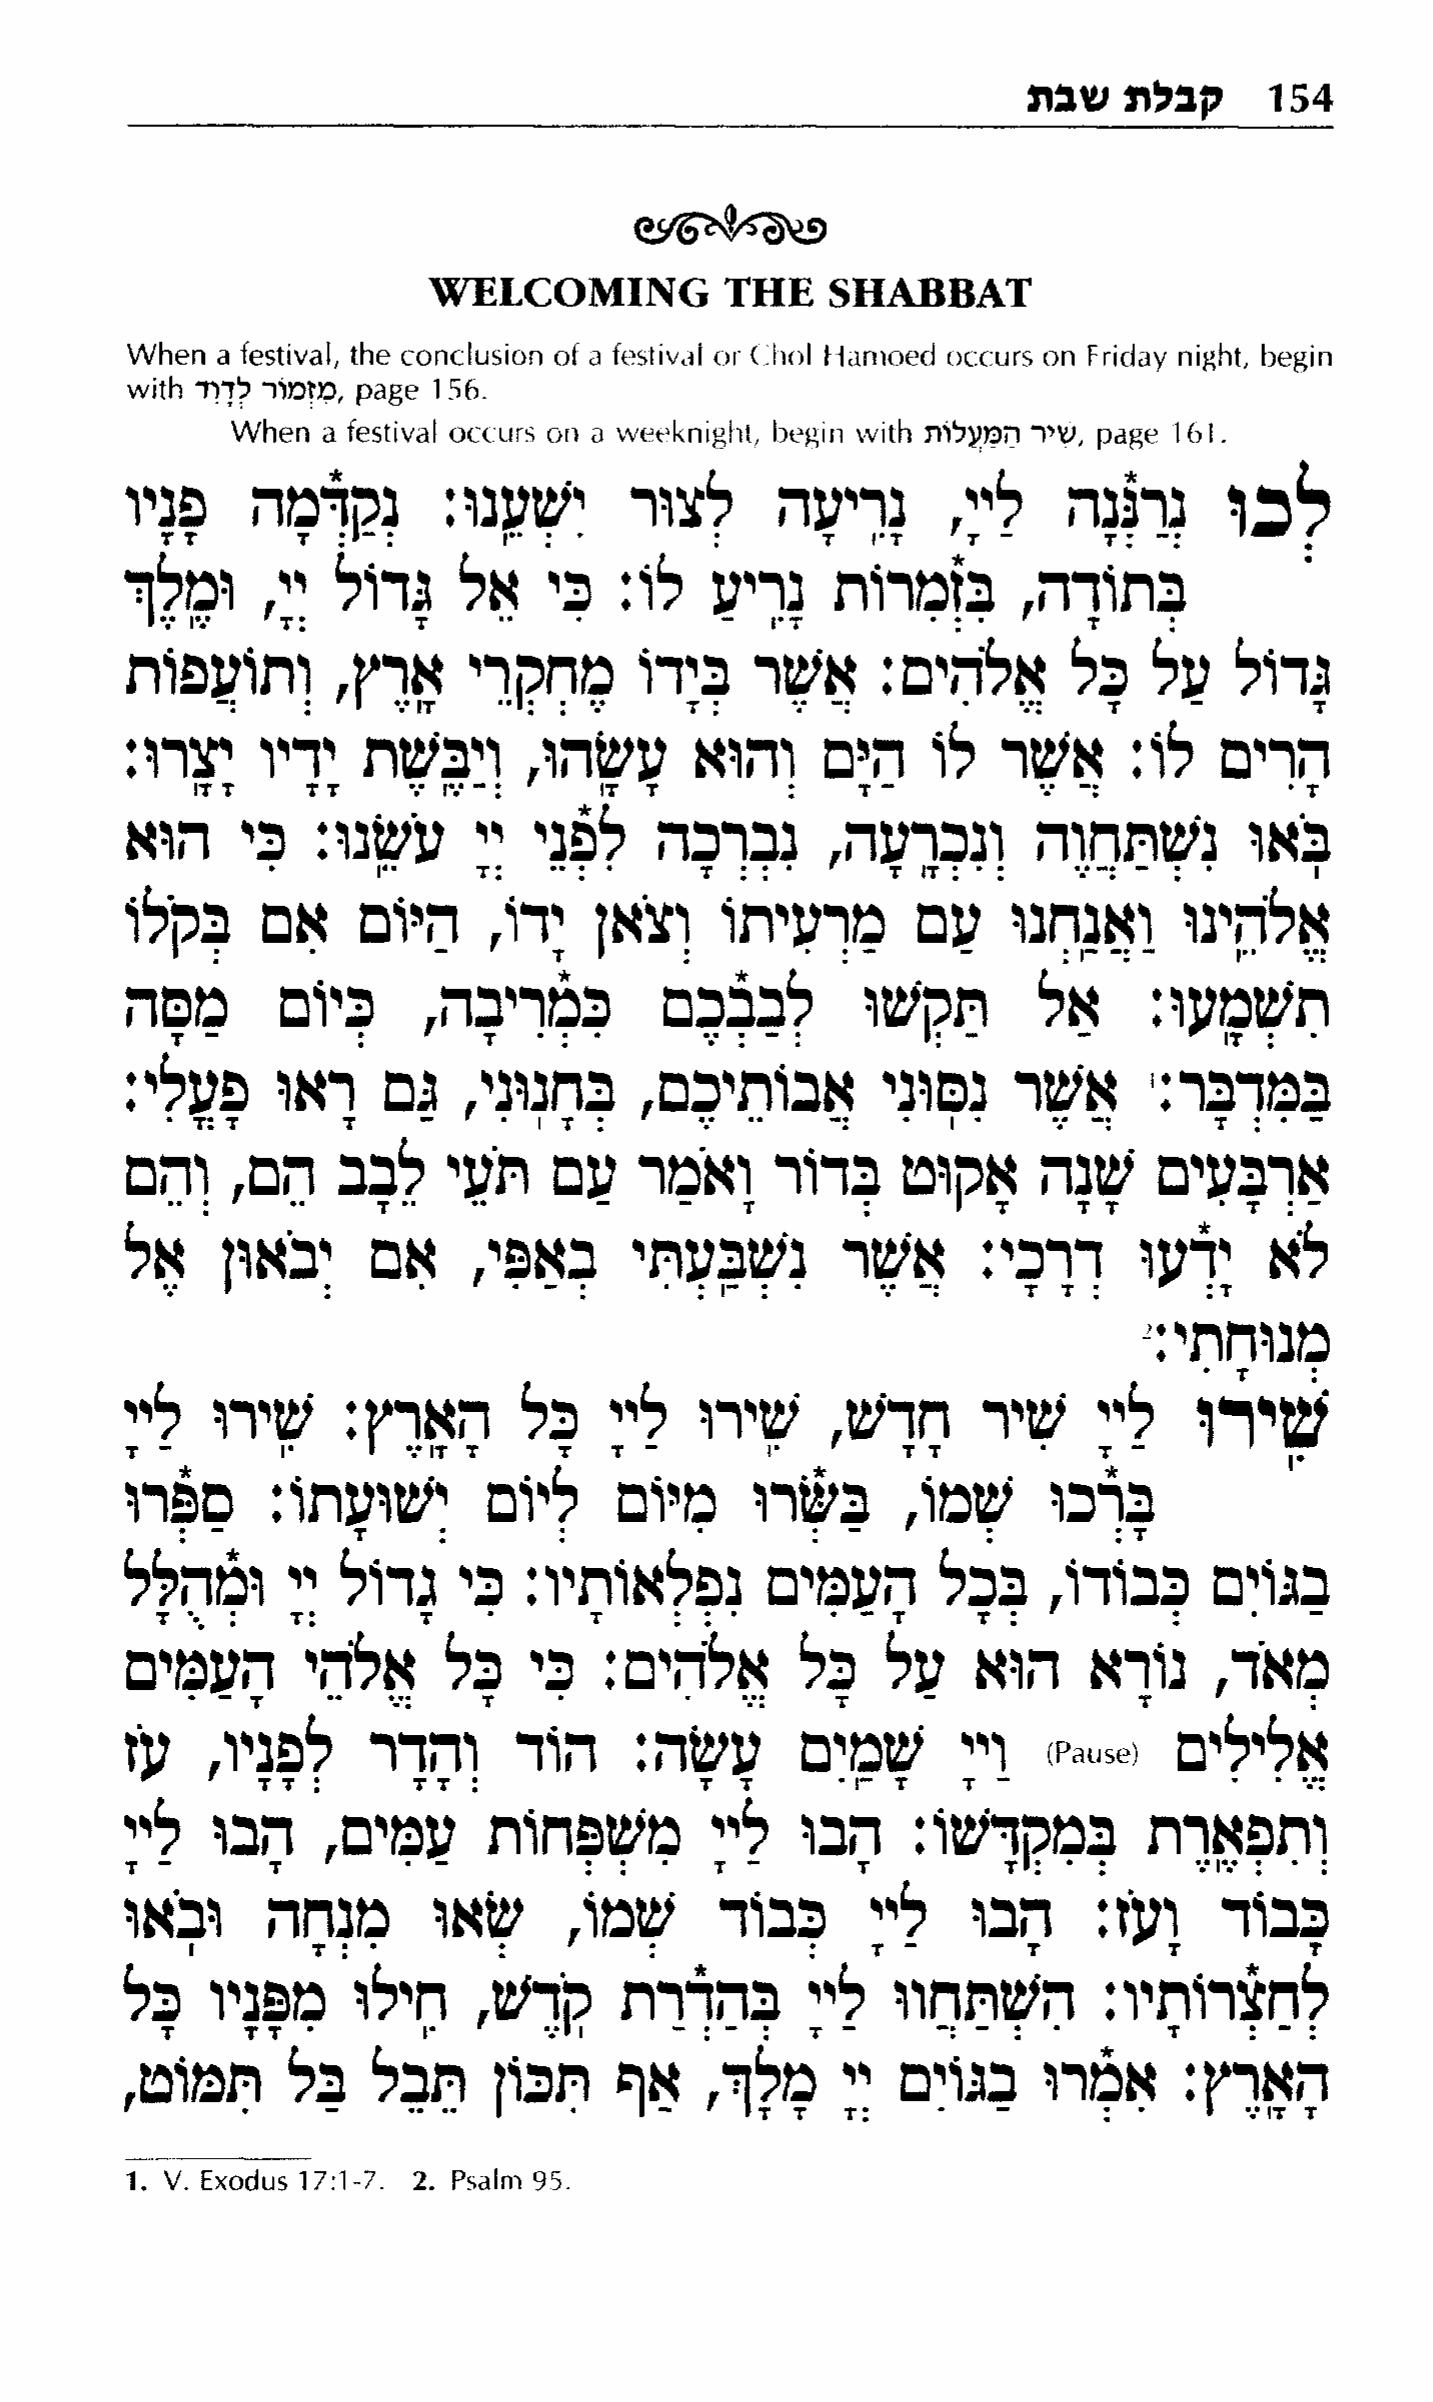 154 קבלת שבת
WELCOMING THE SHABBAT
When a festival, the conclusion of a festival or Chol Hamoed occurs on Friday night, begin
with מִזְמוֹר לְדָוִד, page 156.
When a festival occurs on a weeknight, begin with שִׁיר הַמַּעֲלוֹת, page 161.
לְכוּ נְרַנְּ֯נָה לַייָ, נָרִֽיעָה לְצוּר יִשְׁעֵֽנוּ: נְקַדְּ֯מָה פָנָיו
בְּתוֹדָה, בִּזְ֯מִרוֹת נָרִֽיעַ לוֹ: כִּי אֵל גָּדוֹל יְיָ, וּמֶֽלֶךְ
גָּדוֹל עַל כָּל אֱלֹהִים: אֲשֶׁר בְּיָדוֹ מֶחְקְרֵי אָֽרֶץ, וְתוֹעֲפוֹת
הָרִים לוֹ: אֲשֶׁר לוֹ הַיָּם וְהוּא עָשָֽׂהוּ, וְיַבֶּֽשֶׁת יָדָיו יָצָֽרוּ:
בֹּֽאוּ נִשְׁתַּחֲוֶה וְנִכְרָֽעָה, נִבְרְכָה לִפְ֯נֵי יְיָ עֹשֵֽׂנוּ: כִּי הוּא
אֱלֹהֵֽינוּ וַאֲנַֽחְנוּ עַם מַרְעִיתוֹ וְצֹאן יָדוֹ, הַיּוֹם אִם בְּקֹלוֹ
תִשְׁמָֽעוּ: אַל תַּקְשׁוּ לְבַבְ֯כֶם כִּמְ֯רִיבָה, כְּיוֹם מַסָּה
בַּמִּדְבָּר:¹ אֲשֶׁר נִסּֽוּנִי אֲבוֹתֵיכֶם, בְּחָנֽוּנִי, גַּם רָאוּ פָעֳלִי:
אַרְבָּעִים שָׁנָה אָקוּט בְּדוֹר וָאֹמַר עַם תֹּעֵי לֵבָב הֵם, וְהֵם
לֹא יָדְ֯עוּ דְרָכָי: אֲשֶׁר נִשְׁבַּֽעְתִּי בְאַפִּי, אִם יְבֹאוּן אֶל
מְנוּחָתִי:²
שִֽׁירוּ לַייָ שִׁיר חָדָשׁ, שִֽׁירוּ לַייָ כָּל הָאָֽרֶץ: שִֽׁירוּ לַייָ
בָּרְ֯כוּ שְׁמוֹ, בַּשְּׂ֯רוּ מִיּוֹם לְיוֹם יְשׁוּעָתוֹ: סַפְּ֯רוּ
בַגּוֹיִם כְּבוֹדוֹ, בְּכָל הָעַמִּים נִפְלְאוֹתָיו: כִּי גָדוֹל יְיָ וּמְ֯הֻלָּל
מְאֹד, נוֹרָא הוּא עַל כָּל אֱלֹהִים: כִּי כָּל אֱלֹהֵי הָעַמִּים
אֱלִילִים (Pause) וַייָ שָׁמַֽיִם עָשָׂה: הוֹד וְהָדָר לְפָנָיו, עֹז
וְתִפְאֶֽרֶת בְּמִקְדָּשׁוֹ: הָבוּ לַייָ מִשְׁפְּחוֹת עַמִּים, הָבוּ לַייָ
כָּבוֹד וָעֹז: הָבוּ לַייָ כְּבוֹד שְׁמוֹ, שְׂאוּ מִנְחָה וּבֹֽאוּ
לְחַצְ֯רוֹתָיו: הִשְׁתַּחֲווּ לַייָ בְּהַדְ֯רַת קֹֽדֶשׁ, חִֽילוּ מִפָּנָיו כָּל
הָאָֽרֶץ: אִמְ֯רוּ בַגּוֹיִם יְיָ מָלָךְ, אַף תִּכּוֹן תֵּבֵל בַּל תִּמּוֹט,
1. V. Exodus 17:1-7. 2. Psalm 95.